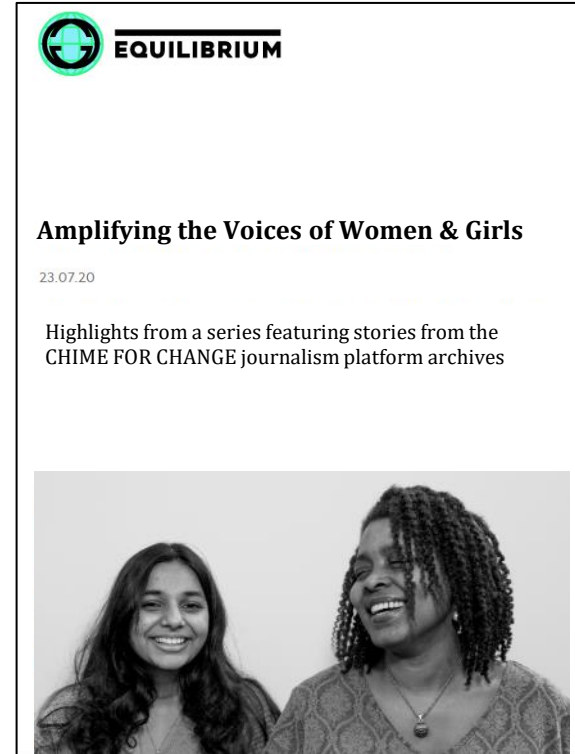 EQUILIBRIUM
Amplifying the Voices of Women & Girls
23.07.20
Highlights from a series featuring stories from the
CHIME FOR CHANGE journalism platform archives